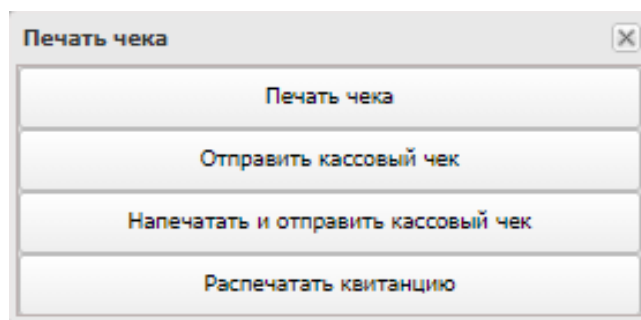 Печать чека
Печать чека
Отправить кассовый чек
Напечатать и отправить кассовый чек
Распечатать квитанцию